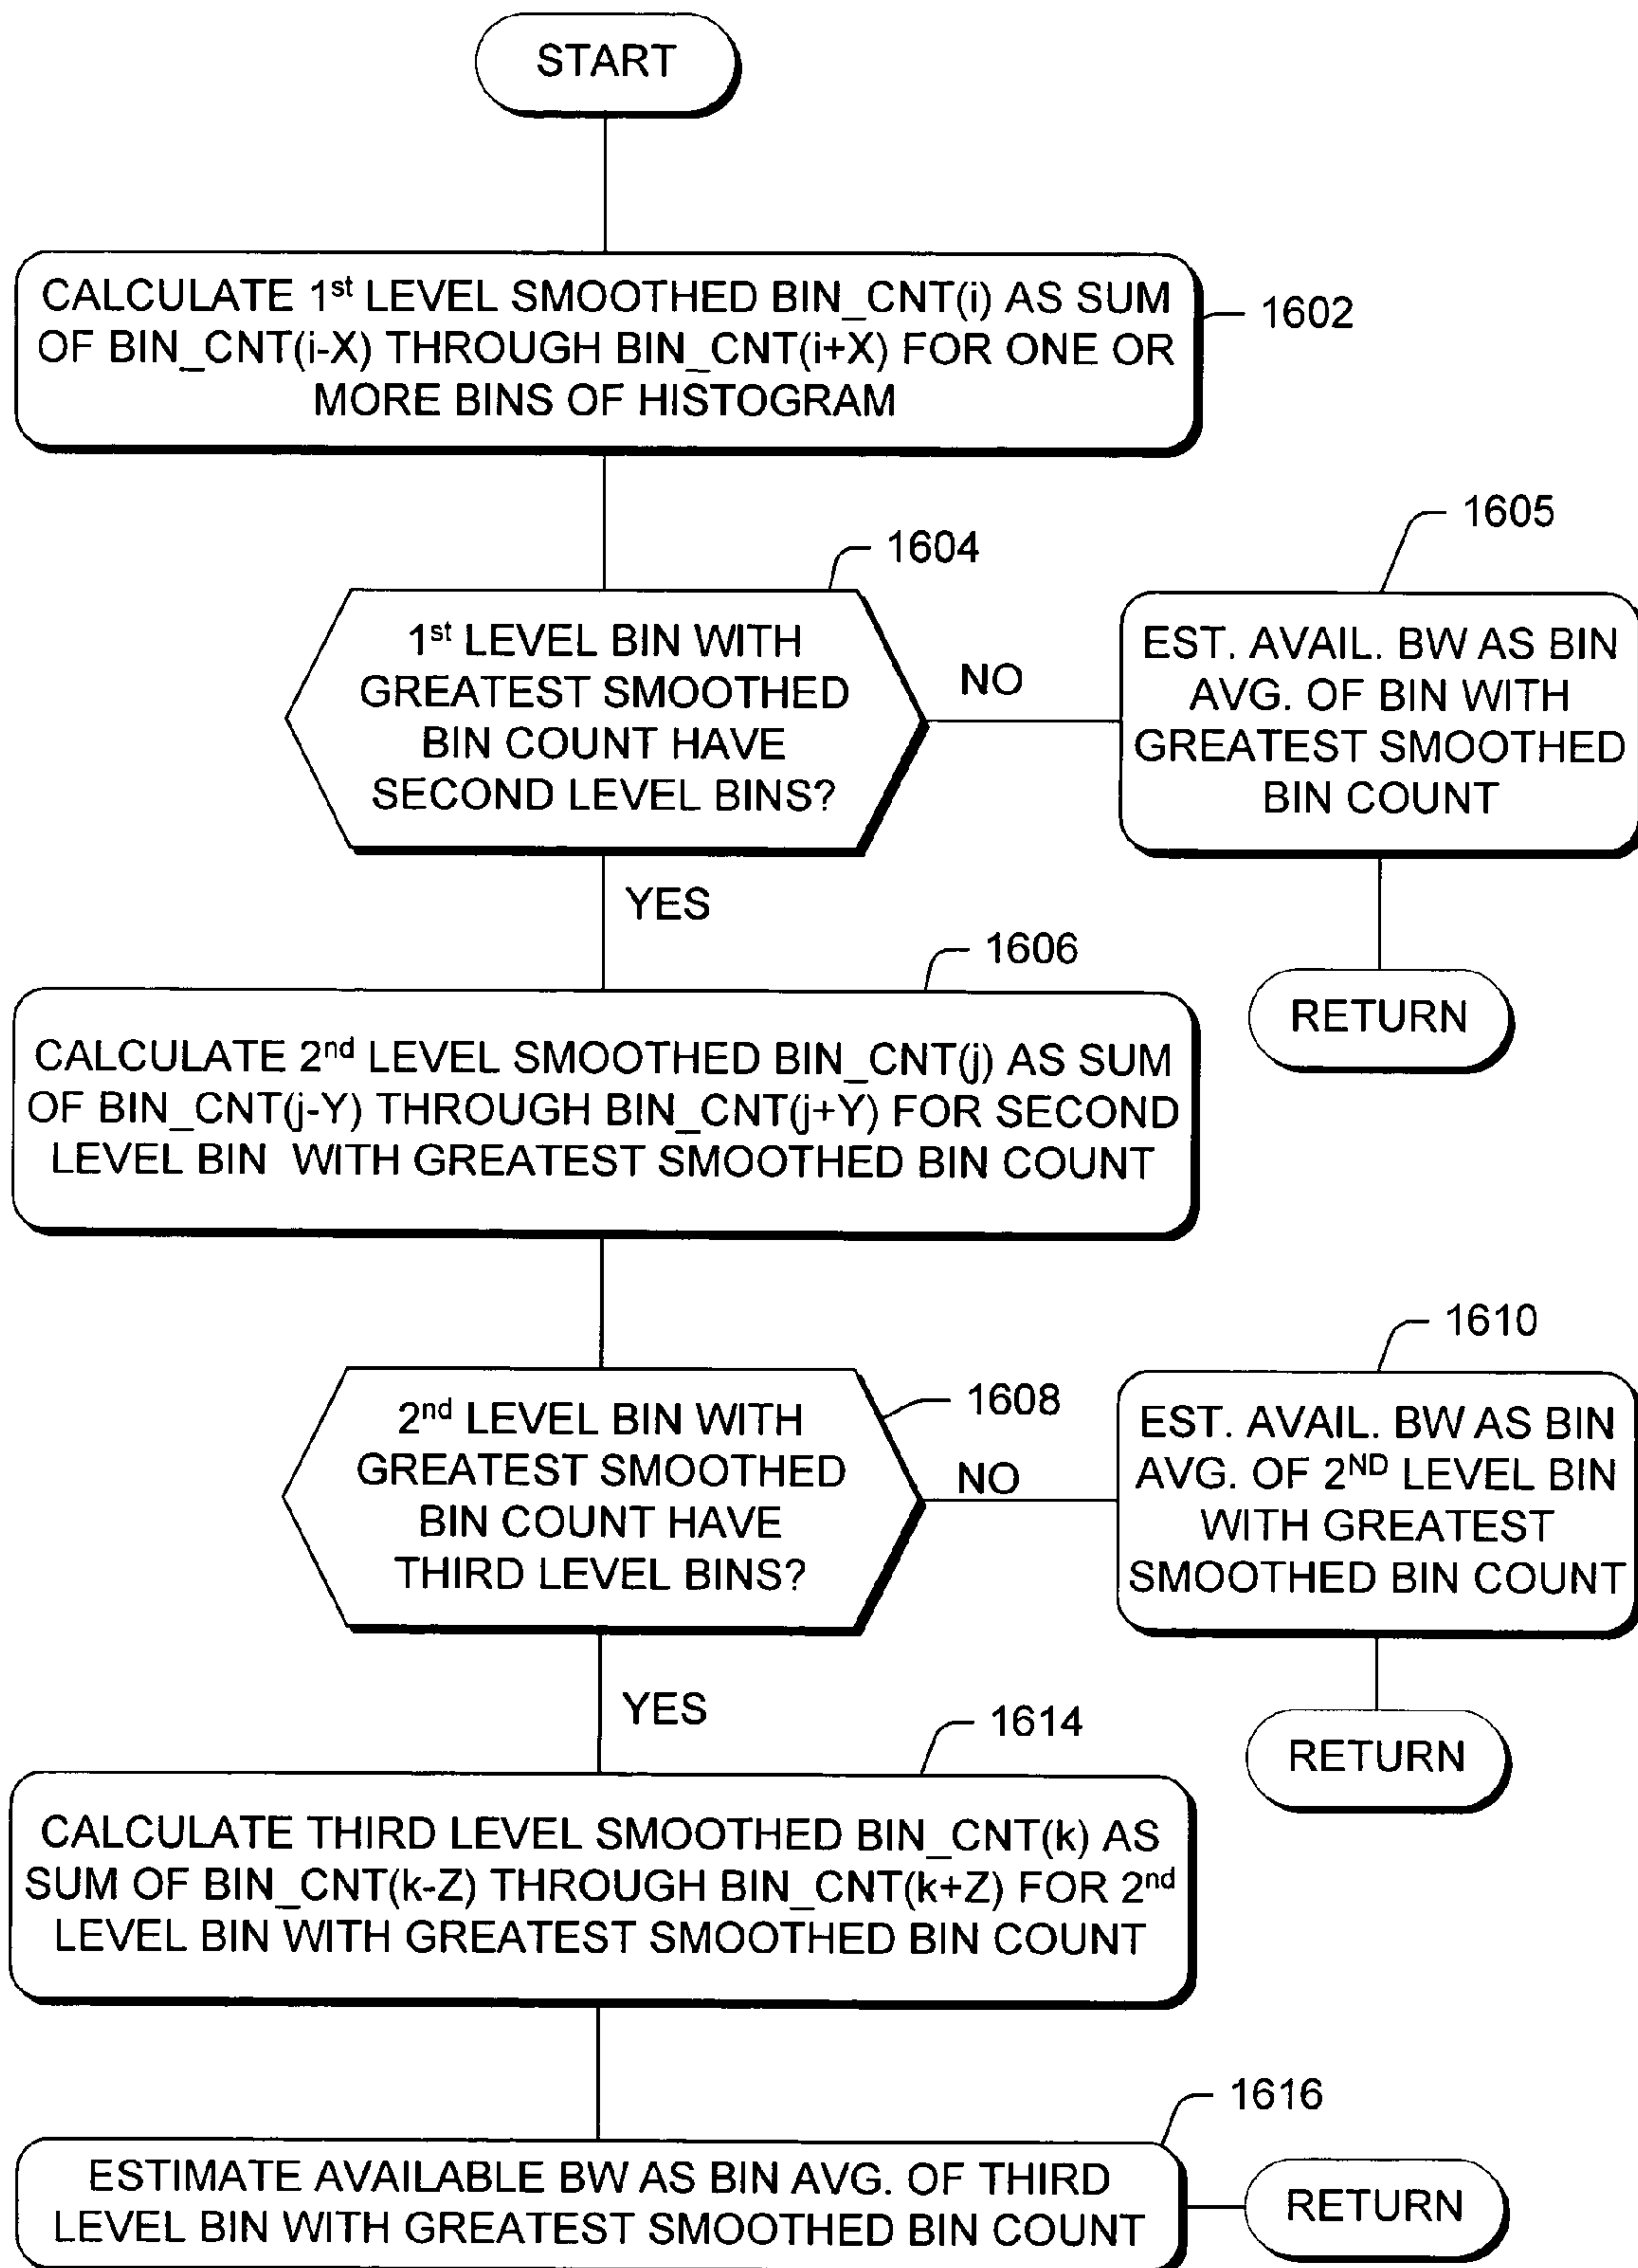 START
CALCULATE 1st LEVEL SMOOTHED BIN_CNT(i) AS SUM
OF BIN_CNT(i-X) THROUGH BIN_CNT(i+X) FOR ONE OR
MORE BINS OF HISTOGRAM
1602
1604
1st LEVEL BIN WITH
GREATEST SMOOTHED
BIN COUNT HAVE
SECOND LEVEL BINS?
NO
1605
EST. AVAIL. BW AS BIN
AVG. OF BIN WITH
GREATEST SMOOTHED
BIN COUNT
RETURN
YES
1606
CALCULATE 2nd LEVEL SMOOTHED BIN_CNT(j) AS SUM
OF BIN_CNT(j-Y) THROUGH BIN_CNT(j+Y) FOR SECOND
LEVEL BIN WITH GREATEST SMOOTHED BIN COUNT
1608
2nd LEVEL BIN WITH
GREATEST SMOOTHED
BIN COUNT HAVE
THIRD LEVEL BINS?
NO
1610
EST. AVAIL. BW AS BIN
AVG. OF 2ND LEVEL BIN
WITH GREATEST
SMOOTHED BIN COUNT
RETURN
YES
1614
CALCULATE THIRD LEVEL SMOOTHED BIN_CNT(k) AS
SUM OF BIN_CNT(k-Z) THROUGH BIN_CNT(k+Z) FOR 2nd
LEVEL BIN WITH GREATEST SMOOTHED BIN COUNT
1616
ESTIMATE AVAILABLE BW AS BIN AVG. OF THIRD
LEVEL BIN WITH GREATEST SMOOTHED BIN COUNT
RETURN